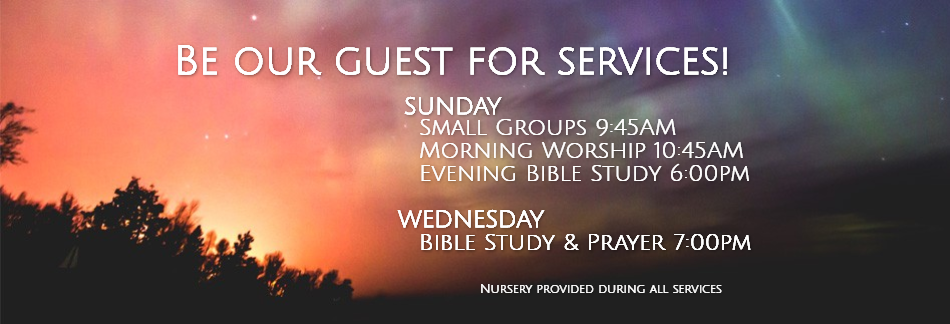 Be our guest for services!
Sunday
Small Groups 9:45AM
Morning Worship 10:45AM
Evening Bible Study 6:00PM
Wednesday
Bible Study & Prayer 7:00PM
Nursery provided during all services